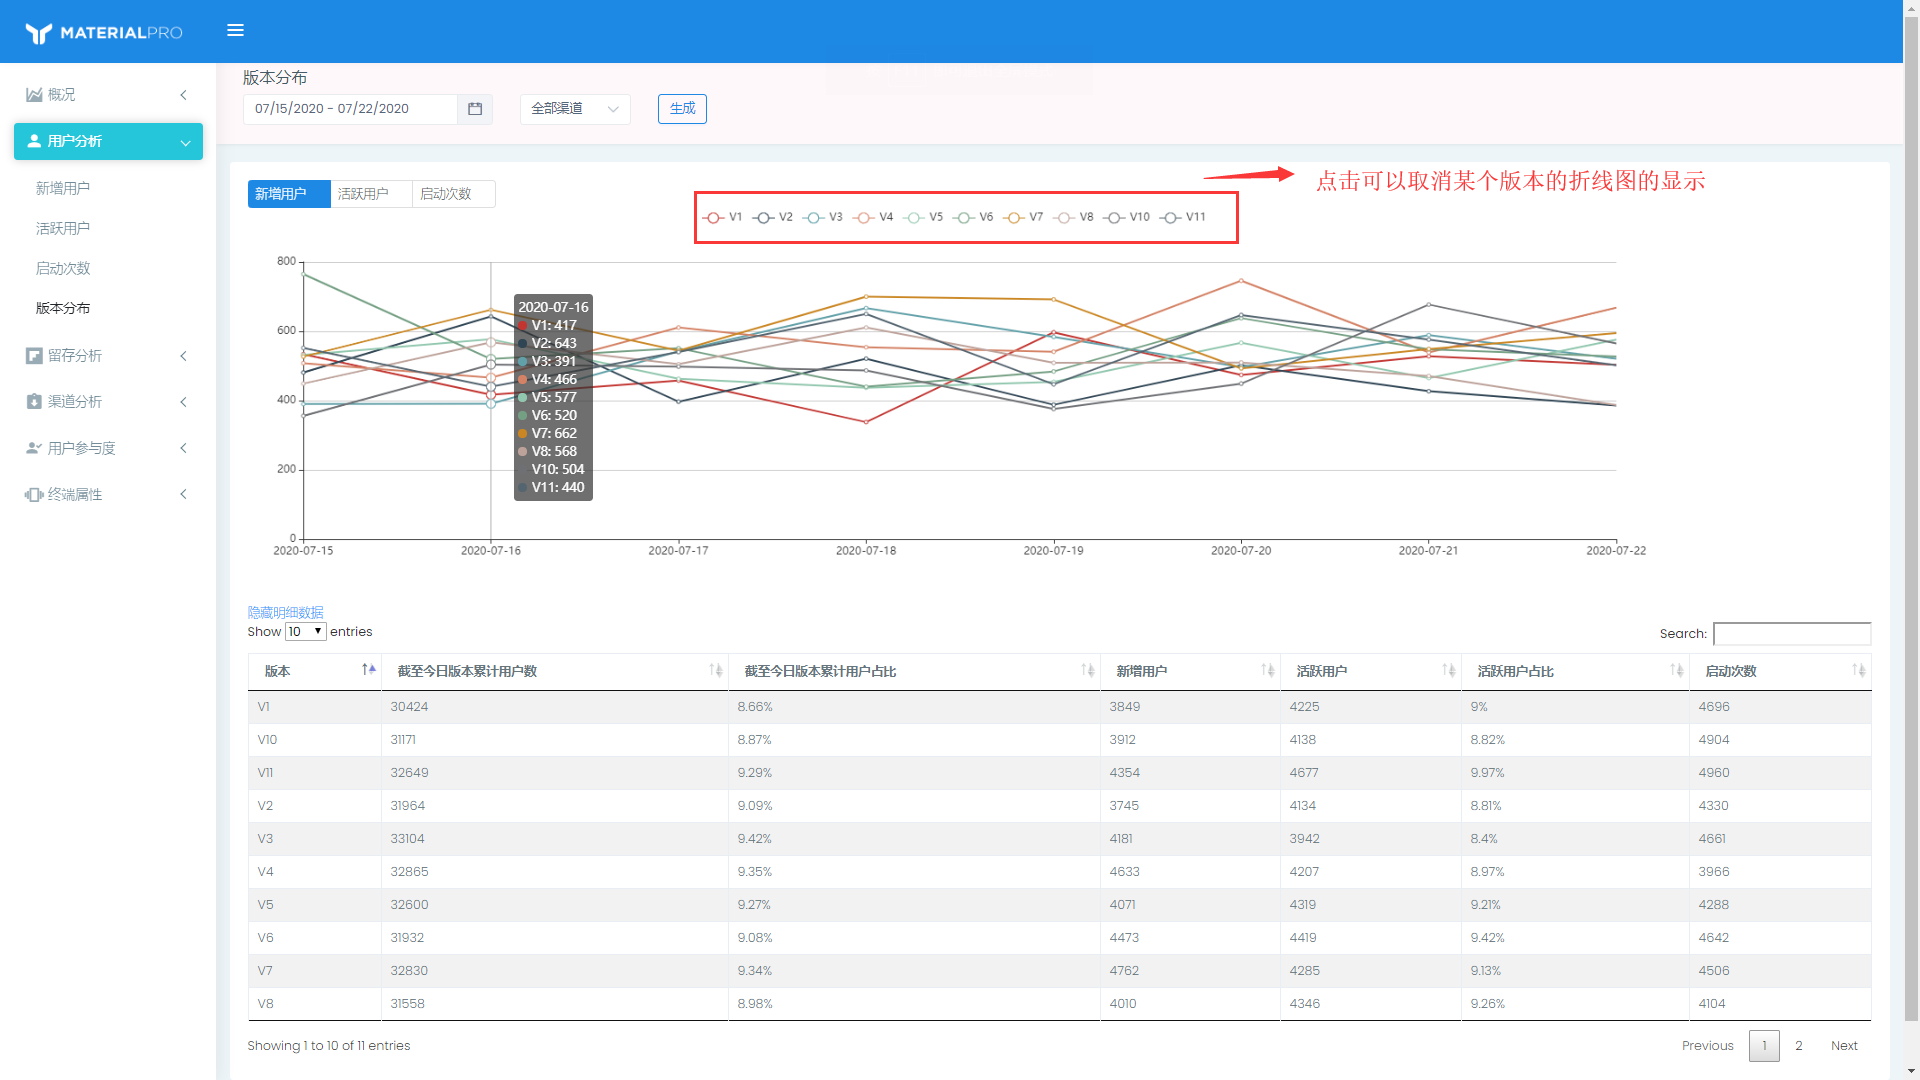 MATERIALPRO
概况
用户分析
新增用户
活跃用户
启动次数
版本分布
留存分析
渠道分析
用户参与度
终端属性
版本分布
07/15/2020 - 07/22/2020
全部渠道
生成
新增用户 活跃用户 启动次数
点击可以取消某个版本的折线图的显示
V1 V2 V3 V4 V5 V6 V7 V8 V10 V11
800
600
400
200
0
2020-07-16
V1: 417
V2: 643
V3: 391
V4: 466
V5: 577
V6: 520
V7: 662
V8: 568
V10: 504
V11: 440
2020-07-15 2020-07-16 2020-07-17 2020-07-18 2020-07-19 2020-07-20 2020-07-21 2020-07-22
隐藏明细数据
Show 10 entries
Search:
版本 截至今日版本累计用户数 截至今日版本累计用户占比 新增用户 活跃用户 活跃用户占比 启动次数
V1 30424 8.66% 3849 4225 9% 4696
V10 31171 8.87% 3912 4138 8.82% 4904
V11 32649 9.29% 4354 4677 9.97% 4960
V2 31964 9.09% 3745 4134 8.81% 4330
V3 33104 9.42% 4181 3942 8.4% 4661
V4 32865 9.35% 4633 4207 8.97% 3966
V5 32600 9.27% 4071 4319 9.21% 4288
V6 31932 9.08% 4473 4419 9.42% 4642
V7 32830 9.34% 4762 4285 9.13% 4506
V8 31558 8.98% 4010 4346 9.26% 4104
Showing 1 to 10 of 11 entries
Previous 1 2 Next